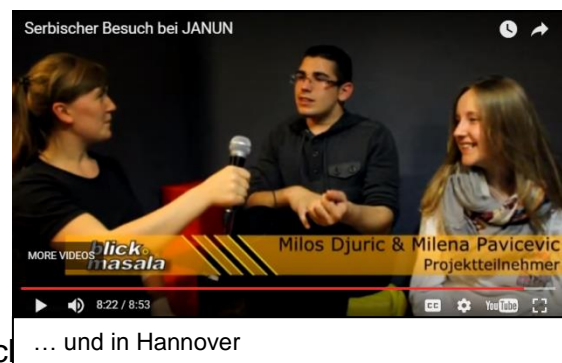 Serbischer Besuch bei JANUN
Milos Djuric & Milena Pavicevic
MORE VIDEOS
blick
masala
Projektteilnehmer
8:22 / 8:53
CC
YouTube
… und in Hannover